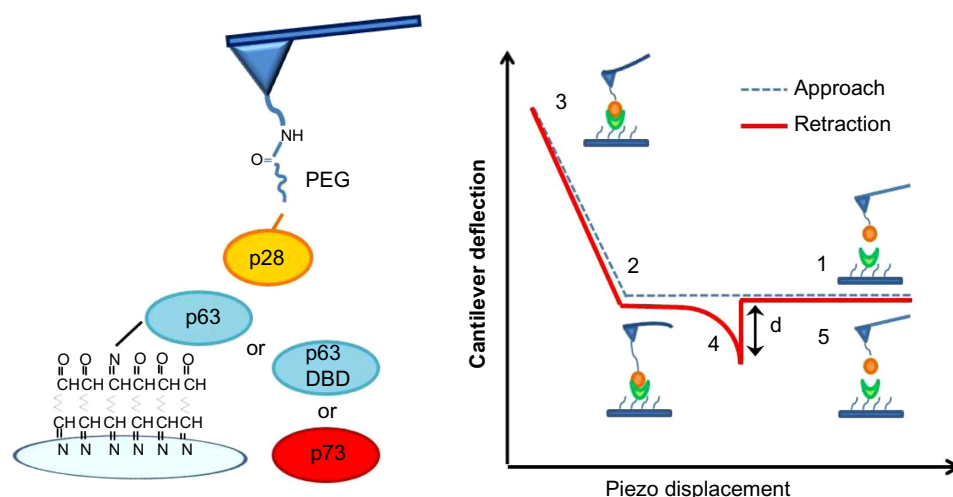 NH
O=
PEG
p28
p63
or
p63
DBD
or
p73
O O N O O O
CH CH CH CH CH CH
CH CH CH CH CH CH
N N N N N N
Cantilever deflection
3
Approach
Retraction
2
1
4
d
5
Piezo displacement